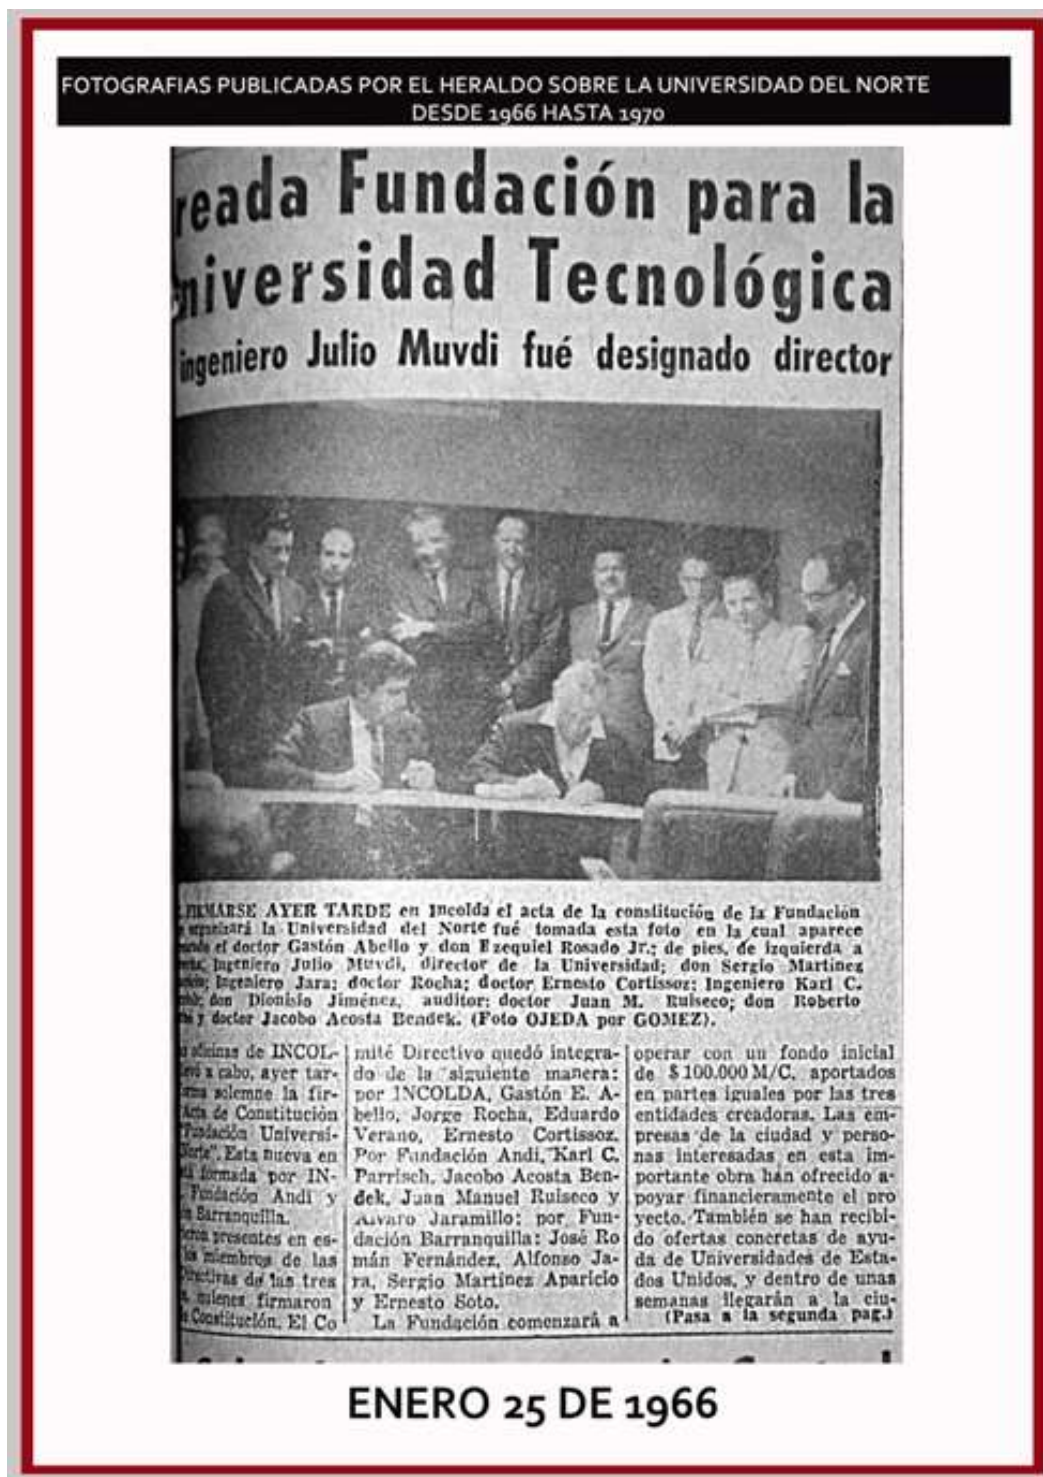 FOTOGRAFIAS PUBLICADAS POR EL HERALDO SOBRE LA UNIVERSIDAD DEL NORTE
DESDE 1966 HASTA 1970
reada Fundación para la
niversidad Tecnológica
ingeniero Julio Muvdi fué designado director
FIRMARSE AYER TARDE en Incolda el acta de la constitución de la Fundación
organizará la Universidad del Norte fué tomada esta foto en la cual aparece
el doctor Gastón Abello y don Ezequiel Rosado Jr.; de pies, de izquierda a
Ingeniero Julio Muvdi, director de la Universidad; don Sergio Martínez
Ingeniero Jara; doctor Rocha; doctor Ernesto Cortissoz; Ingeniero Karl C.
don Dionisio Jiménez, auditor; doctor Juan M. Ruiseco; don Roberto
y doctor Jacobo Acosta Bendek. (Foto OJEDA por GOMEZ).
oficinas de INCOL-
a cabo, ayer tar-
solemne la fir-
Acta de Constitución
"Fundación Universi-
Norte". Esta nueva en
formada por IN-
Fundación Andi y
Barranquilla.
presentes en es-
miembros de las
Directivas de las tres
quienes firmaron
Constitución. El Co
mité Directivo quedó integra-
do de la siguiente manera:
por INCOLDA, Gastón E. A-
bello, Jorge Rocha, Eduardo
Verano, Ernesto Cortissoz.
Por Fundación Andi, Karl C.
Parrisch, Jacobo Acosta Ben-
dek, Juan Manuel Ruiseco y
Alvaro Jaramillo; por Fun-
dación Barranquilla: José Ro
mán Fernández, Alfonso Ja-
ra, Sergio Martínez Aparicio
y Ernesto Soto.
La Fundación comenzará a
operar con un fondo inicial
de $ 100.000 M/C, aportados
en partes iguales por las tres
entidades creadoras. Las em-
presas de la ciudad y perso-
nas interesadas en esta im-
portante obra han ofrecido a-
poyar financieramente el pro
yecto. También se han recibi-
do ofertas concretas de ayu-
da de Universidades de Esta-
dos Unidos, y dentro de unas
semanas llegarán a la ciu-
(Pasa a la segunda pag.)
ENERO 25 DE 1966